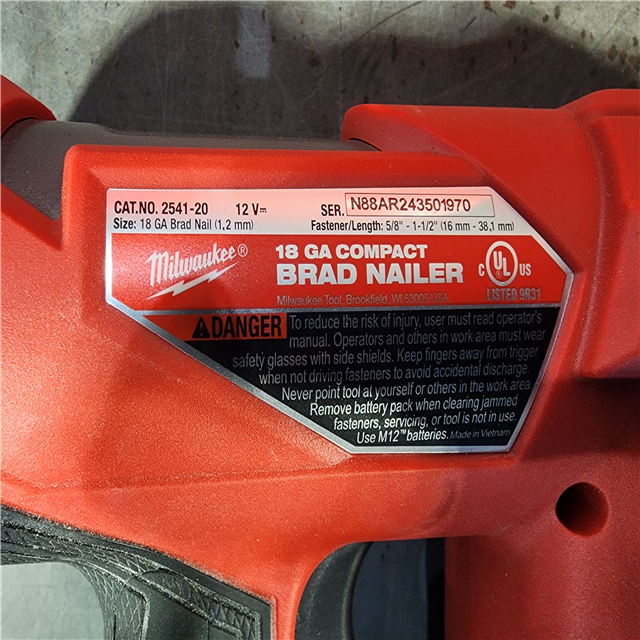 CAT.NO. 2541-20 12 V⎓ SER. N88AR243501970
Size: 18 GA Brad Nail (1,2 mm) Fastener/Length: 5/8" - 1-1/2" (16 mm - 38,1 mm)
Milwaukee®
18 GA COMPACT
BRAD NAILER
Milwaukee Tool, Brookfield, WI 53005 USA
C UL US
LISTED 9R31
DANGER To reduce the risk of injury, user must read operator's
manual. Operators and others in work area must wear
safety glasses with side shields. Keep fingers away from trigger
when not driving fasteners to avoid accidental discharge.
Never point tool at yourself or others in the work area.
Remove battery pack when clearing jammed
fasteners, servicing, or tool is not in use.
Use M12™ batteries. Made in Vietnam